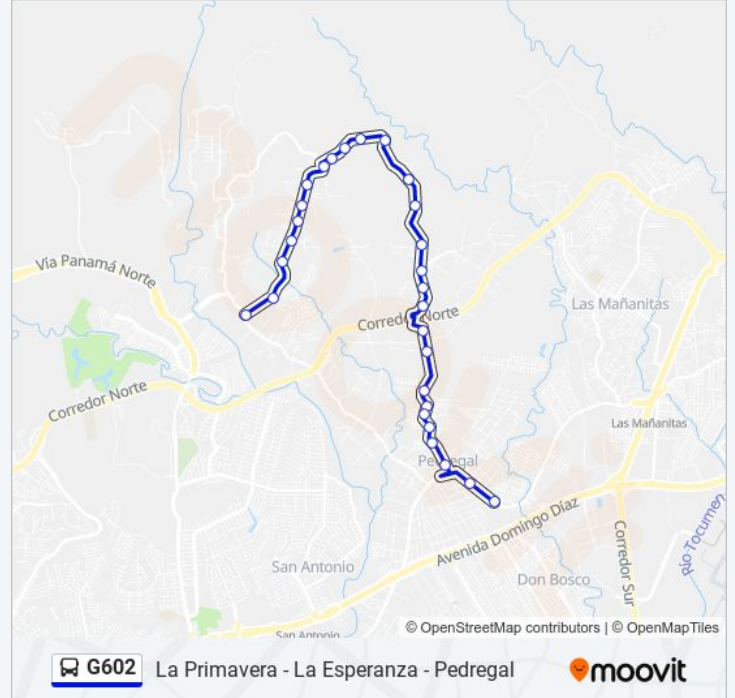 Vía Panamá Norte
Las Mañanitas
Corredor Norte
Corredor Norte
Las Mañanitas
Pedregal
Avenida Domingo Díaz
Río Tocumen
Corredor Sur
San Antonio
Don Bosco
San Antonio
© OpenStreetMap contributors | © OpenMapTiles
G602 La Primavera - La Esperanza - Pedregal
moovit